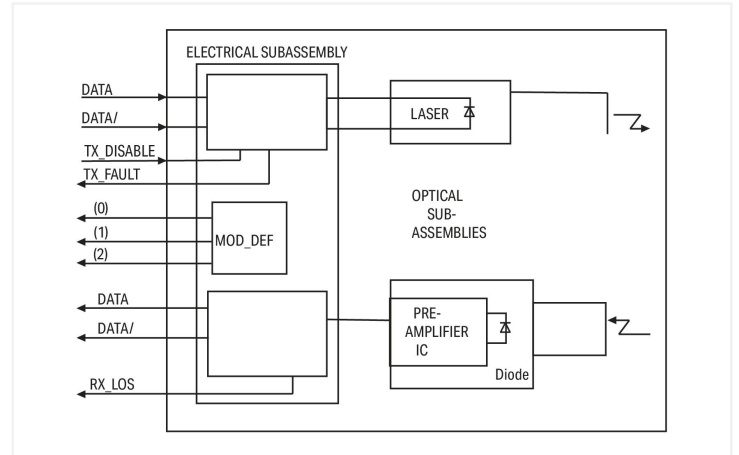 ELECTRICAL SUBASSEMBLY
DATA
DATA/
TX_DISABLE
TX_FAULT
LASER
(0)
(1)
(2)
MOD_DEF
OPTICAL
SUB-
ASSEMBLIES
DATA
DATA/
RX_LOS
PRE-
AMPLIFIER
IC
Diode